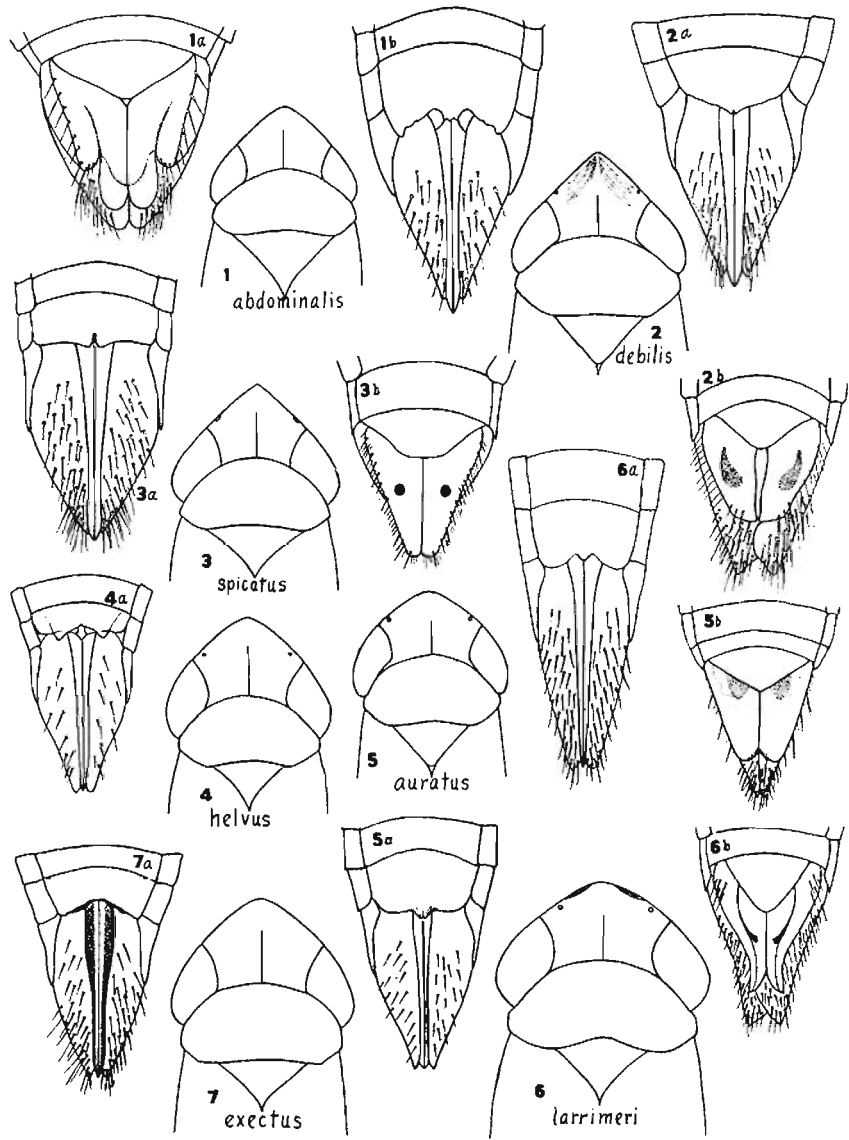 1a
1b
2a
1
abdominalis
2
debilis
3a
3b
2b
3
spicatus
6a
4a
5b
4
helvus
5
auratus
7a
5a
6b
7
exectus
6
larrimeri